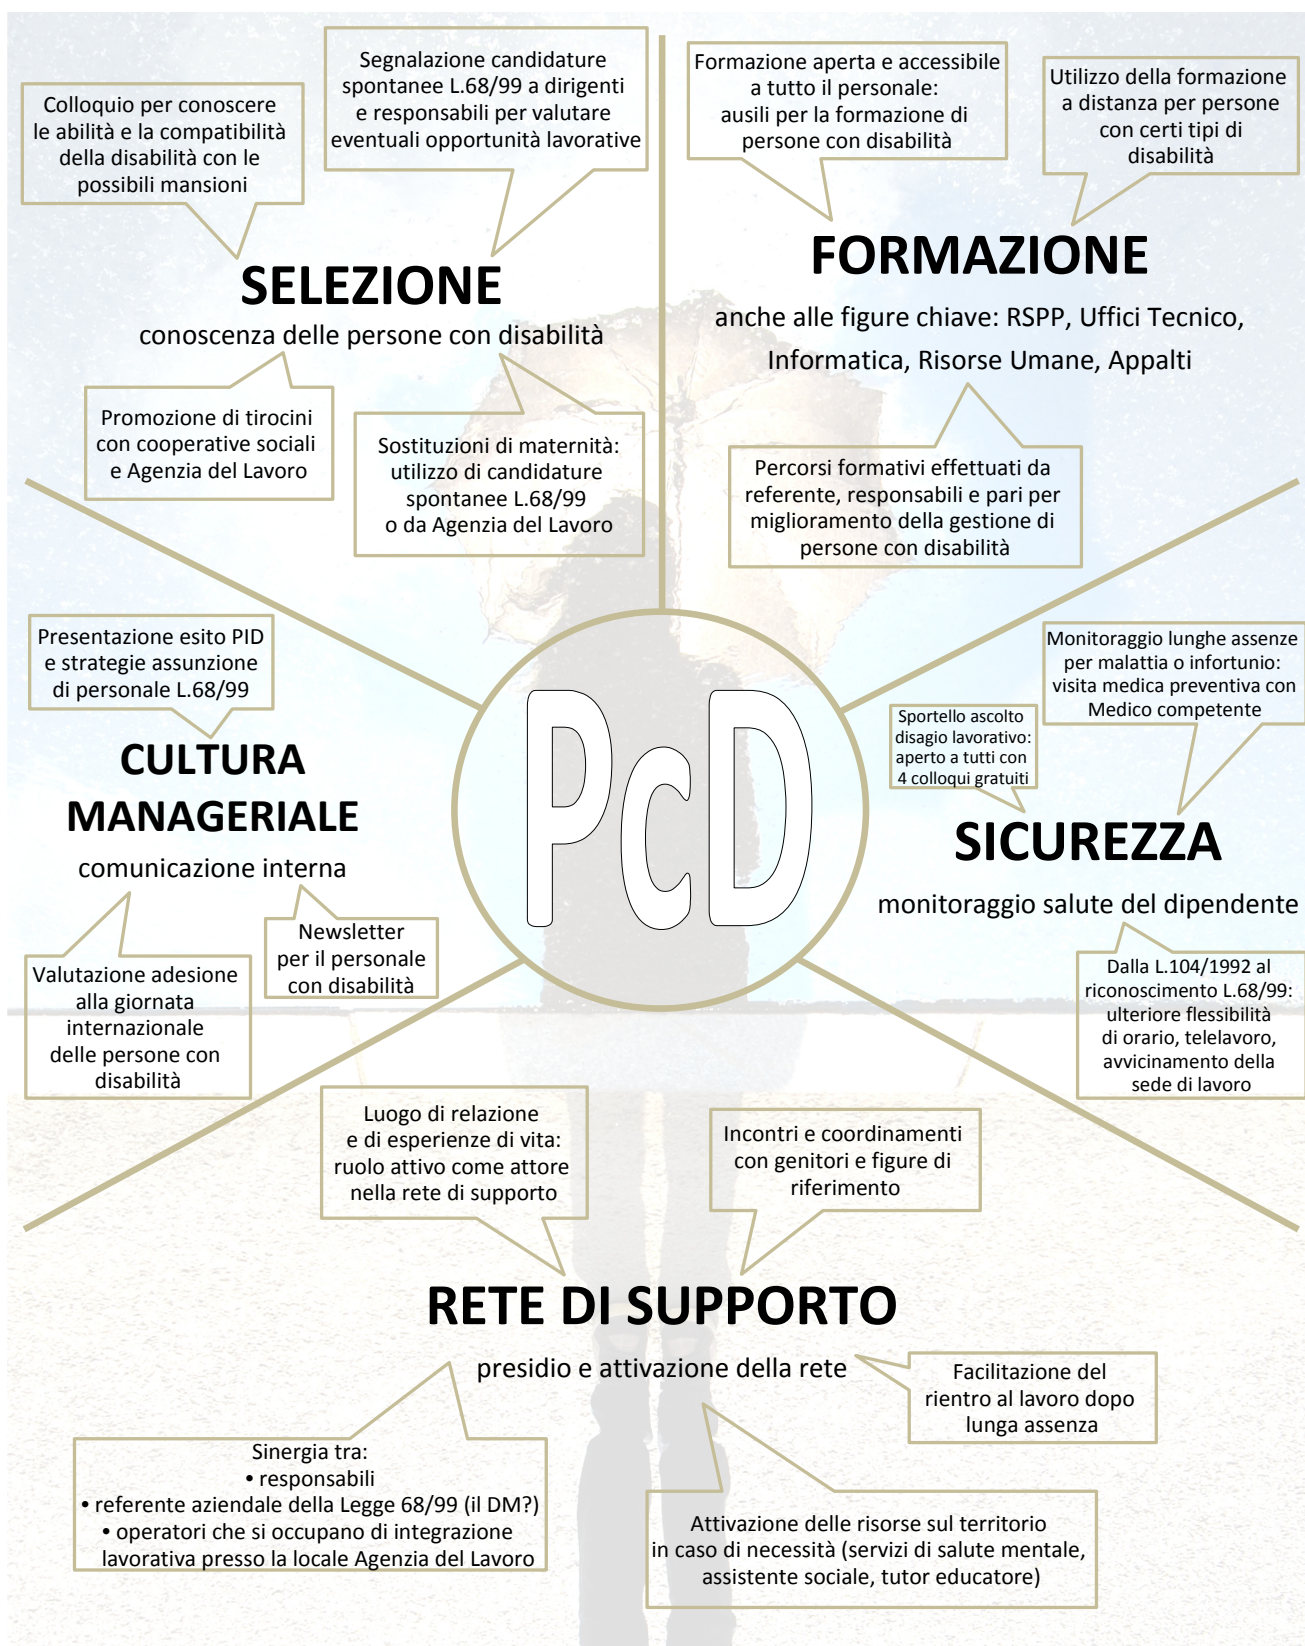 Colloquio per conoscere
le abilità e la compatibilità
della disabilità con le
possibili mansioni
Segnalazione candidature
spontanee L.68/99 a dirigenti
e responsabili per valutare
eventuali opportunità lavorative
SELEZIONE
conoscenza delle persone con disabilità
Promozione di tirocini
con cooperative sociali
e Agenzia del Lavoro
Sostituzioni di maternità:
utilizzo di candidature
spontanee L.68/99
o da Agenzia del Lavoro
Formazione aperta e accessibile
a tutto il personale:
ausili per la formazione di
persone con disabilità
Utilizzo della formazione
a distanza per persone
con certi tipi di
disabilità
FORMAZIONE
anche alle figure chiave: RSPP, Uffici Tecnico,
Informatica, Risorse Umane, Appalti
Percorsi formativi effettuati da
referente, responsabili e pari per
miglioramento della gestione di
persone con disabilità
Presentazione esito PID
e strategie assunzione
di personale L.68/99
CULTURA
MANAGERIALE
comunicazione interna
Valutazione adesione
alla giornata
internazionale
delle persone con
disabilità
Newsletter
per il personale
con disabilità
PcD
Monitoraggio lunghe assenze
per malattia o infortunio:
visita medica preventiva con
Medico competente
Sportello ascolto
disagio lavorativo:
aperto a tutti con
4 colloqui gratuiti
SICUREZZA
monitoraggio salute del dipendente
Dalla L.104/1992 al
riconoscimento L.68/99:
ulteriore flessibilità
di orario, telelavoro,
avvicinamento della
sede di lavoro
Luogo di relazione
e di esperienze di vita:
ruolo attivo come attore
nella rete di supporto
Incontri e coordinamenti
con genitori e figure di
riferimento
RETE DI SUPPORTO
presidio e attivazione della rete
Facilitazione del
rientro al lavoro dopo
lunga assenza
Sinergia tra:
• responsabili
• referente aziendale della Legge 68/99 (il DM?)
• operatori che si occupano di integrazione
lavorativa presso la locale Agenzia del Lavoro
Attivazione delle risorse sul territorio
in caso di necessità (servizi di salute mentale,
assistente sociale, tutor educatore)